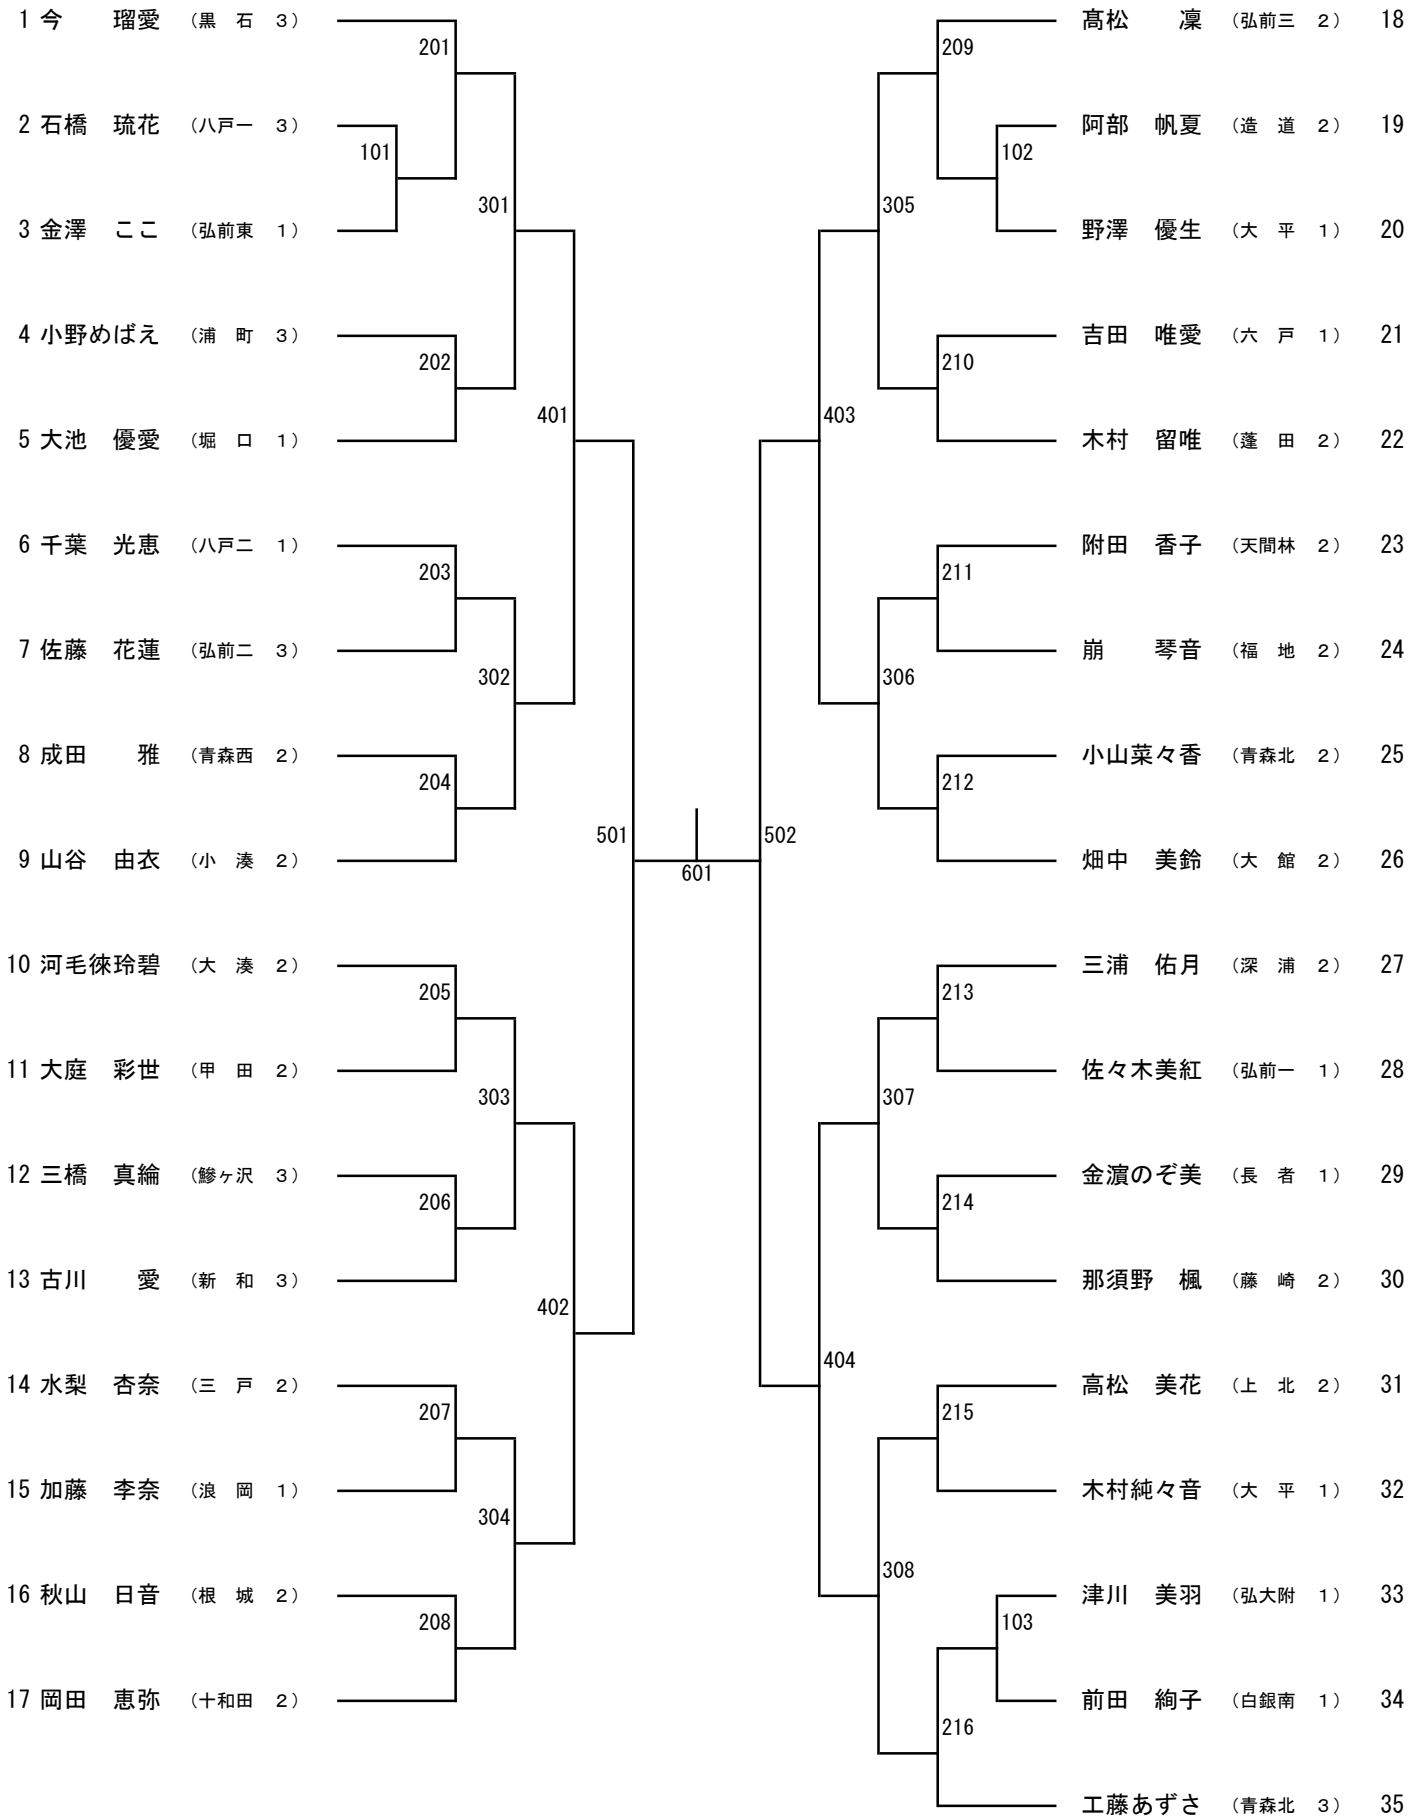 1 今　　瑠愛 （黒　石　3）
201
2 石橋　琉花 （八戸一　3）
101
3 金澤　ここ （弘前東　1）
301
4 小野めばえ （浦　町　3）
202
5 大池　優愛 （堀　口　1）
401
6 千葉　光恵 （八戸二　1）
203
7 佐藤　花蓮 （弘前二　3）
302
8 成田　　雅 （青森西　2）
204
9 山谷　由衣 （小　湊　2）
501
10 河毛徠玲碧 （大　湊　2）
205
11 大庭　彩世 （甲　田　2）
303
12 三橋　真綸 （鰺ヶ沢　3）
206
13 古川　　愛 （新　和　3）
402
14 水梨　杏奈 （三　戸　2）
207
15 加藤　李奈 （浪　岡　1）
304
16 秋山　日音 （根　城　2）
208
17 岡田　恵弥 （十和田　2）
601
髙松　　凜 （弘前三　2） 18
209
阿部　帆夏 （造　道　2） 19
102
野澤　優生 （大　平　1） 20
305
吉田　唯愛 （六　戸　1） 21
210
木村　留唯 （蓬　田　2） 22
403
附田　香子 （天間林　2） 23
211
崩　　琴音 （福　地　2） 24
306
小山菜々香 （青森北　2） 25
212
畑中　美鈴 （大　館　2） 26
502
三浦　佑月 （深　浦　2） 27
213
佐々木美紅 （弘前一　1） 28
307
金濵のぞ美 （長　者　1） 29
214
那須野　楓 （藤　崎　2） 30
404
高松　美花 （上　北　2） 31
215
木村純々音 （大　平　1） 32
308
津川　美羽 （弘大附　1） 33
103
前田　絢子 （白銀南　1） 34
216
工藤あずさ （青森北　3） 35